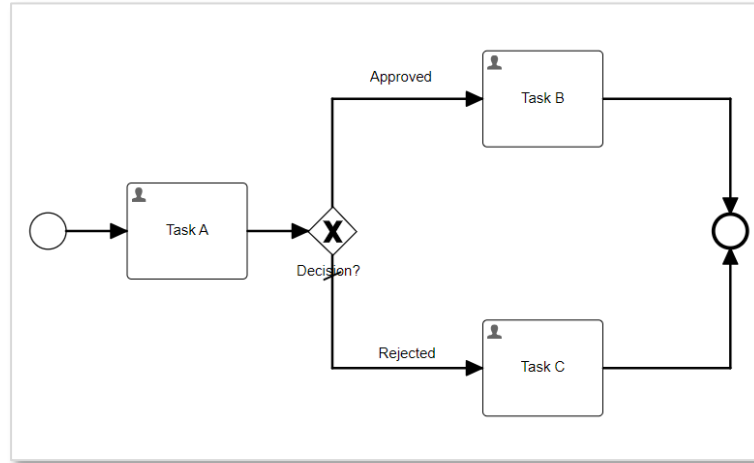 Approved
Task B
Task A
Decision?
Rejected
Task C